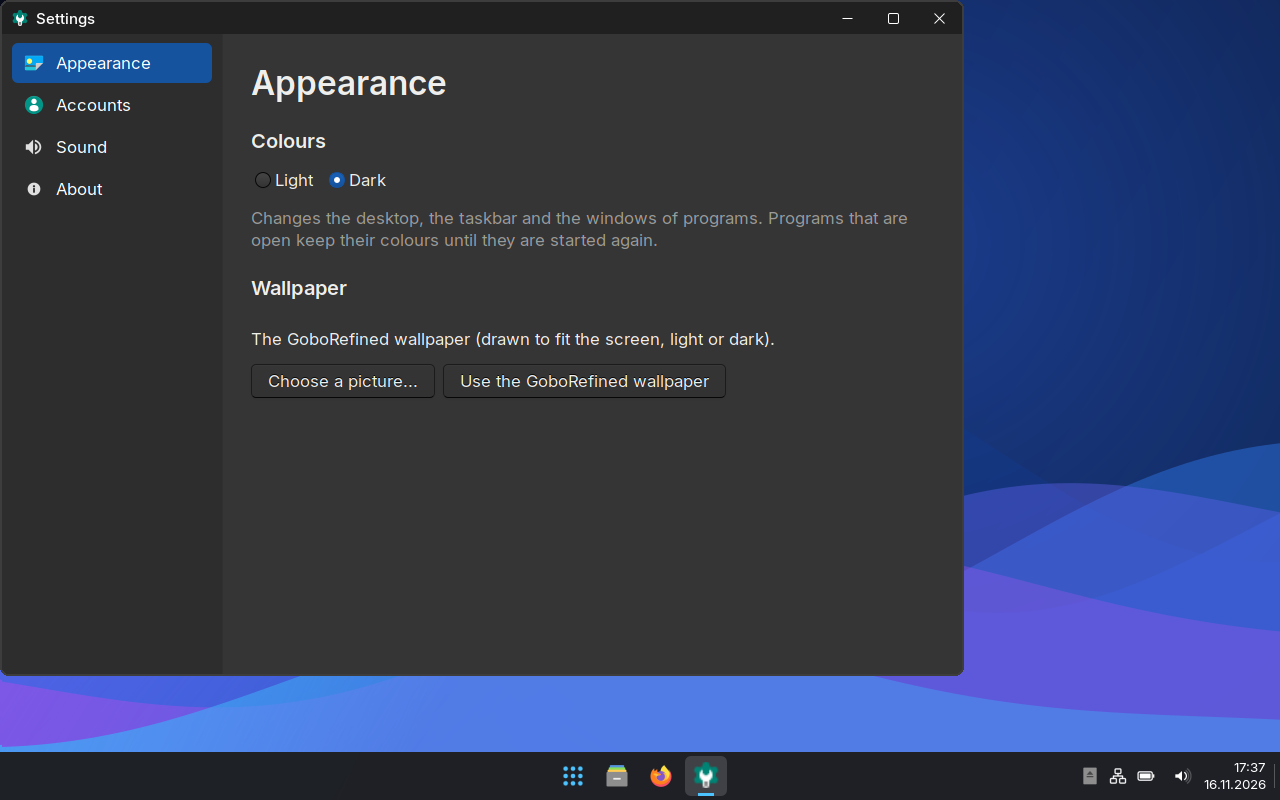 Settings
Appearance
Accounts
Sound
About
Appearance
Colours
Light
Dark
Changes the desktop, the taskbar and the windows of programs. Programs that are
open keep their colours until they are started again.
Wallpaper
The GoboRefined wallpaper (drawn to fit the screen, light or dark).
Choose a picture...
Use the GoboRefined wallpaper
17:37
16.11.2026